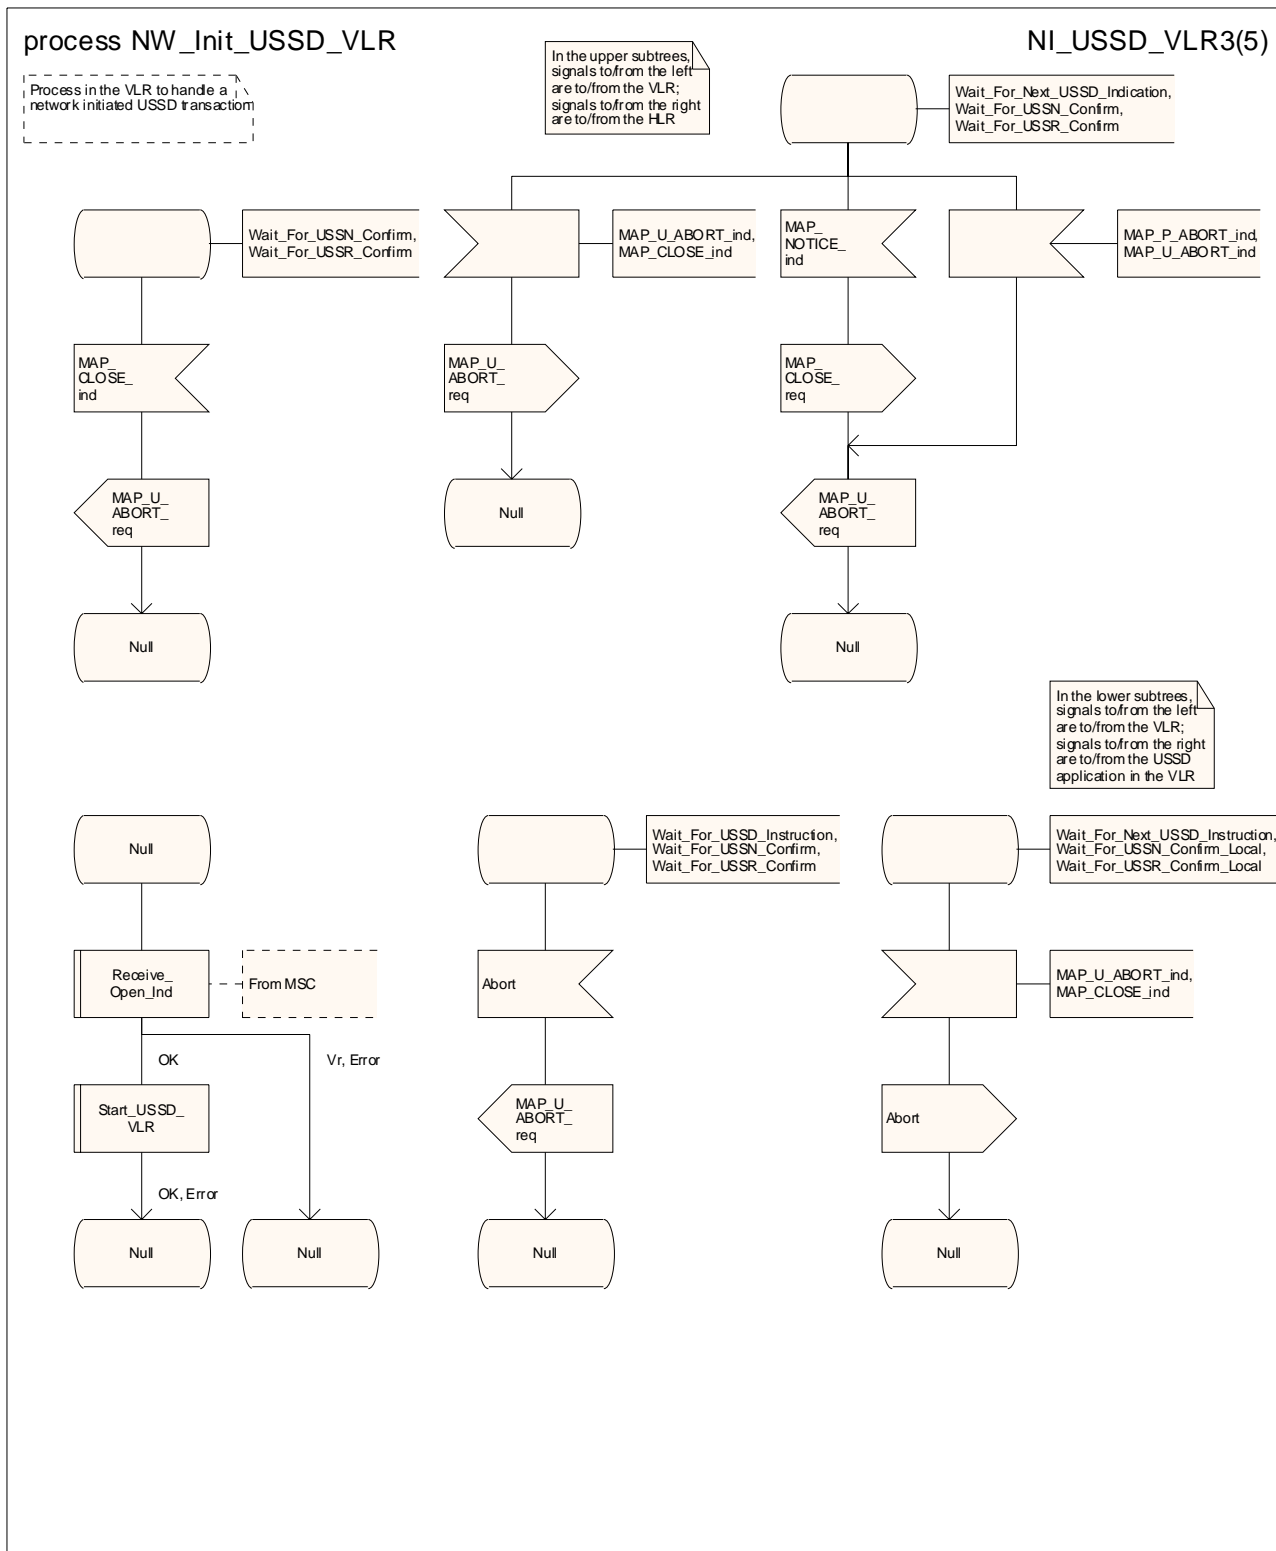 process NW_Init_USSD_VLR
NI_USSD_VLR3(5)
Process in the VLR to handle a
network initiated USSD transaction
In the upper subtrees,
signals to/from the left
are to/from the VLR;
signals to/from the right
are to/from the HLR
Wait_For_Next_USSD_Indication,
Wait_For_USSN_Confirm,
Wait_For_USSR_Confirm
Wait_For_USSN_Confirm,
Wait_For_USSR_Confirm
MAP_U_ABORT_ind,
MAP_CLOSE_ind
MAP_
NOTICE_
ind
MAP_P_ABORT_ind,
MAP_U_ABORT_ind
MAP_
CLOSE_
ind
MAP_U_
ABORT_
req
MAP_
CLOSE_
req
MAP_U_
ABORT_
req
Null
MAP_U_
ABORT_
req
Null
Null
In the lower subtrees,
signals to/from the left
are to/from the VLR;
signals to/from the right
are to/from the USSD
application in the VLR
Null
Wait_For_USSD_Instruction,
Wait_For_USSN_Confirm,
Wait_For_USSR_Confirm
Wait_For_Next_USSD_Instruction,
Wait_For_USSN_Confirm_Local,
Wait_For_USSR_Confirm_Local
Receive_
Open_Ind
From MSC
Abort
MAP_U_ABORT_ind,
MAP_CLOSE_ind
OK
Vr, Error
Start_USSD_
VLR
MAP_U_
ABORT_
req
Abort
OK, Error
Null
Null
Null
Null